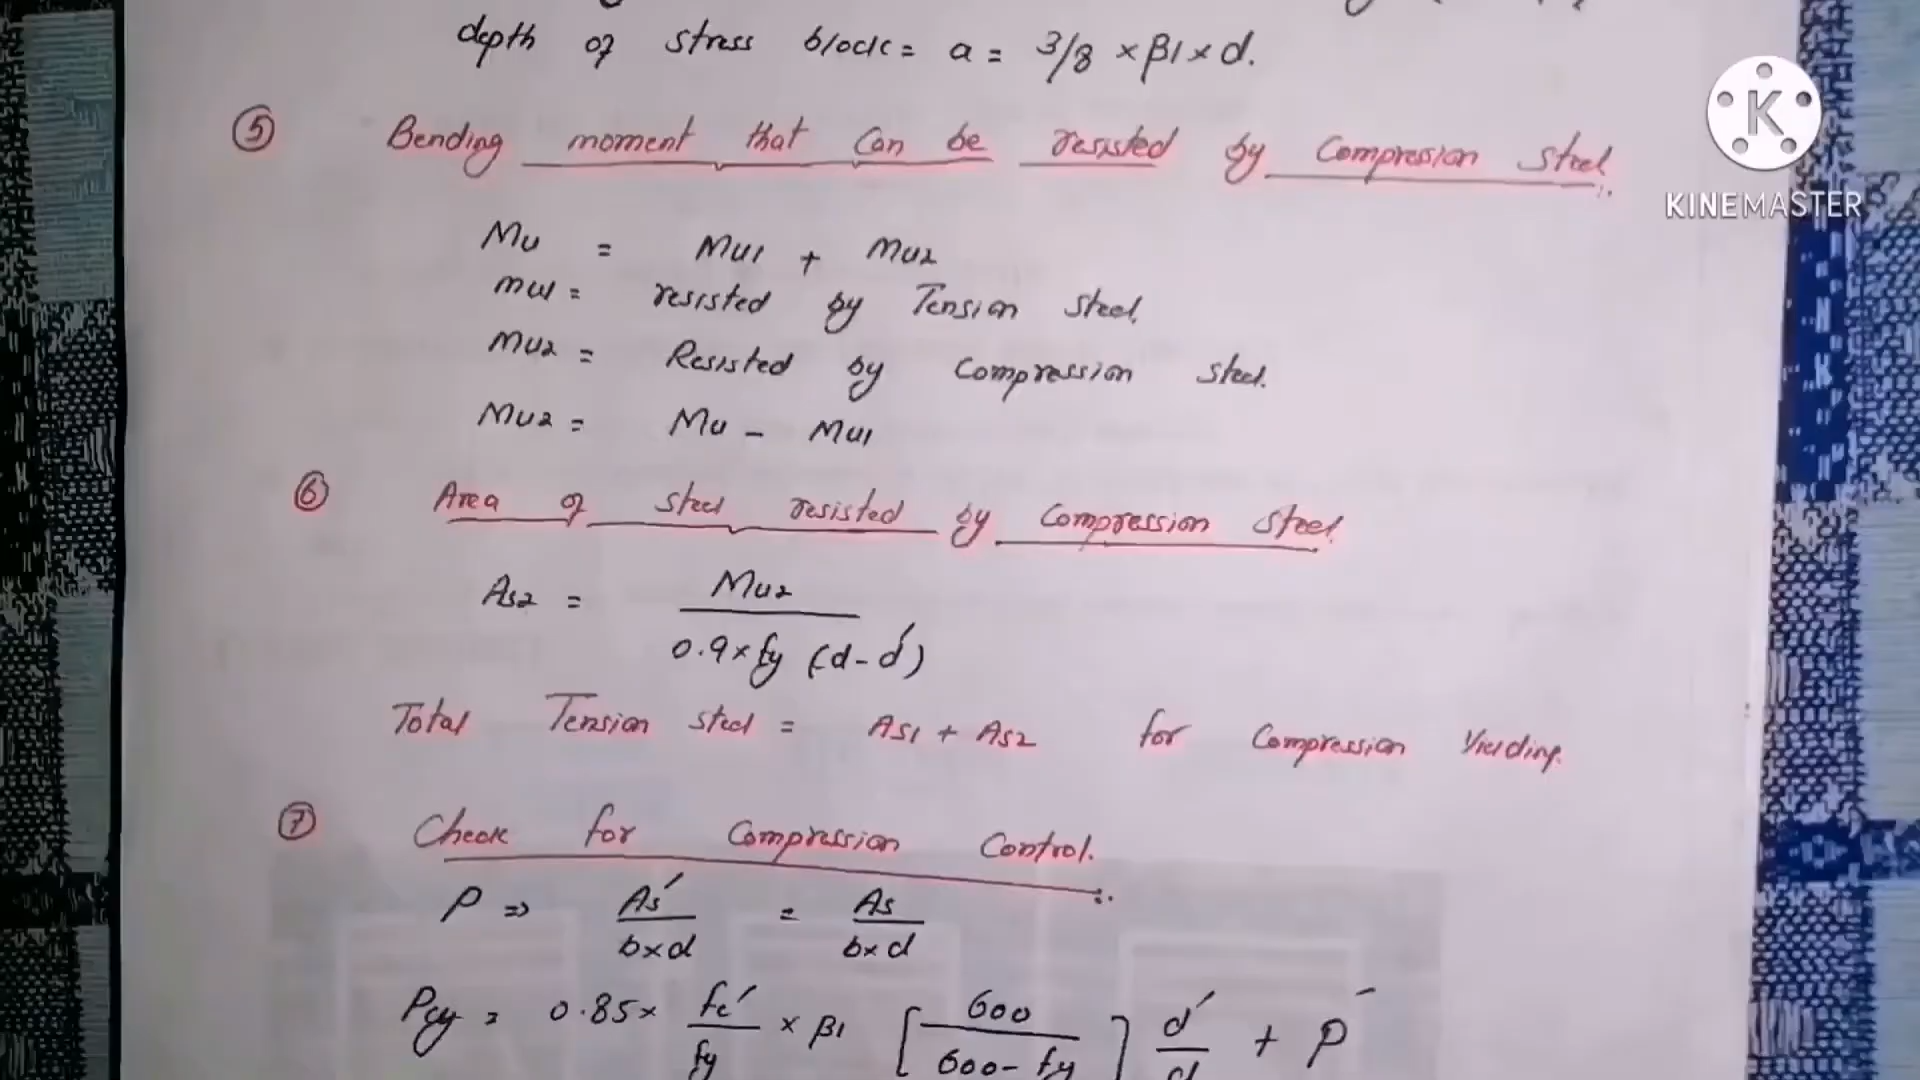 depth of stress block = a = 3/8 × β1 × d.
⑤ Bending moment that Can be resisted by Compression Steel
K
KINEMASTER
Mu = Mu1 + Mu2
mu1 = resisted by Tension steel.
Mu2 = Resisted by Compression steel.
Mu2 = Mu - Mu1
⑥ Area of steel resisted by Compression Steel.
As2 = Mu2
0.9×fy (d-d')
Total Tension steel = As1 + As2 for Compression Yielding.
⑦ Check for Compression Control.
P ⇒ As' = As
b×d b×d
Pcy = 0.85× fc' × β1 [ 600 ] d' + P'
fy 600-fy d